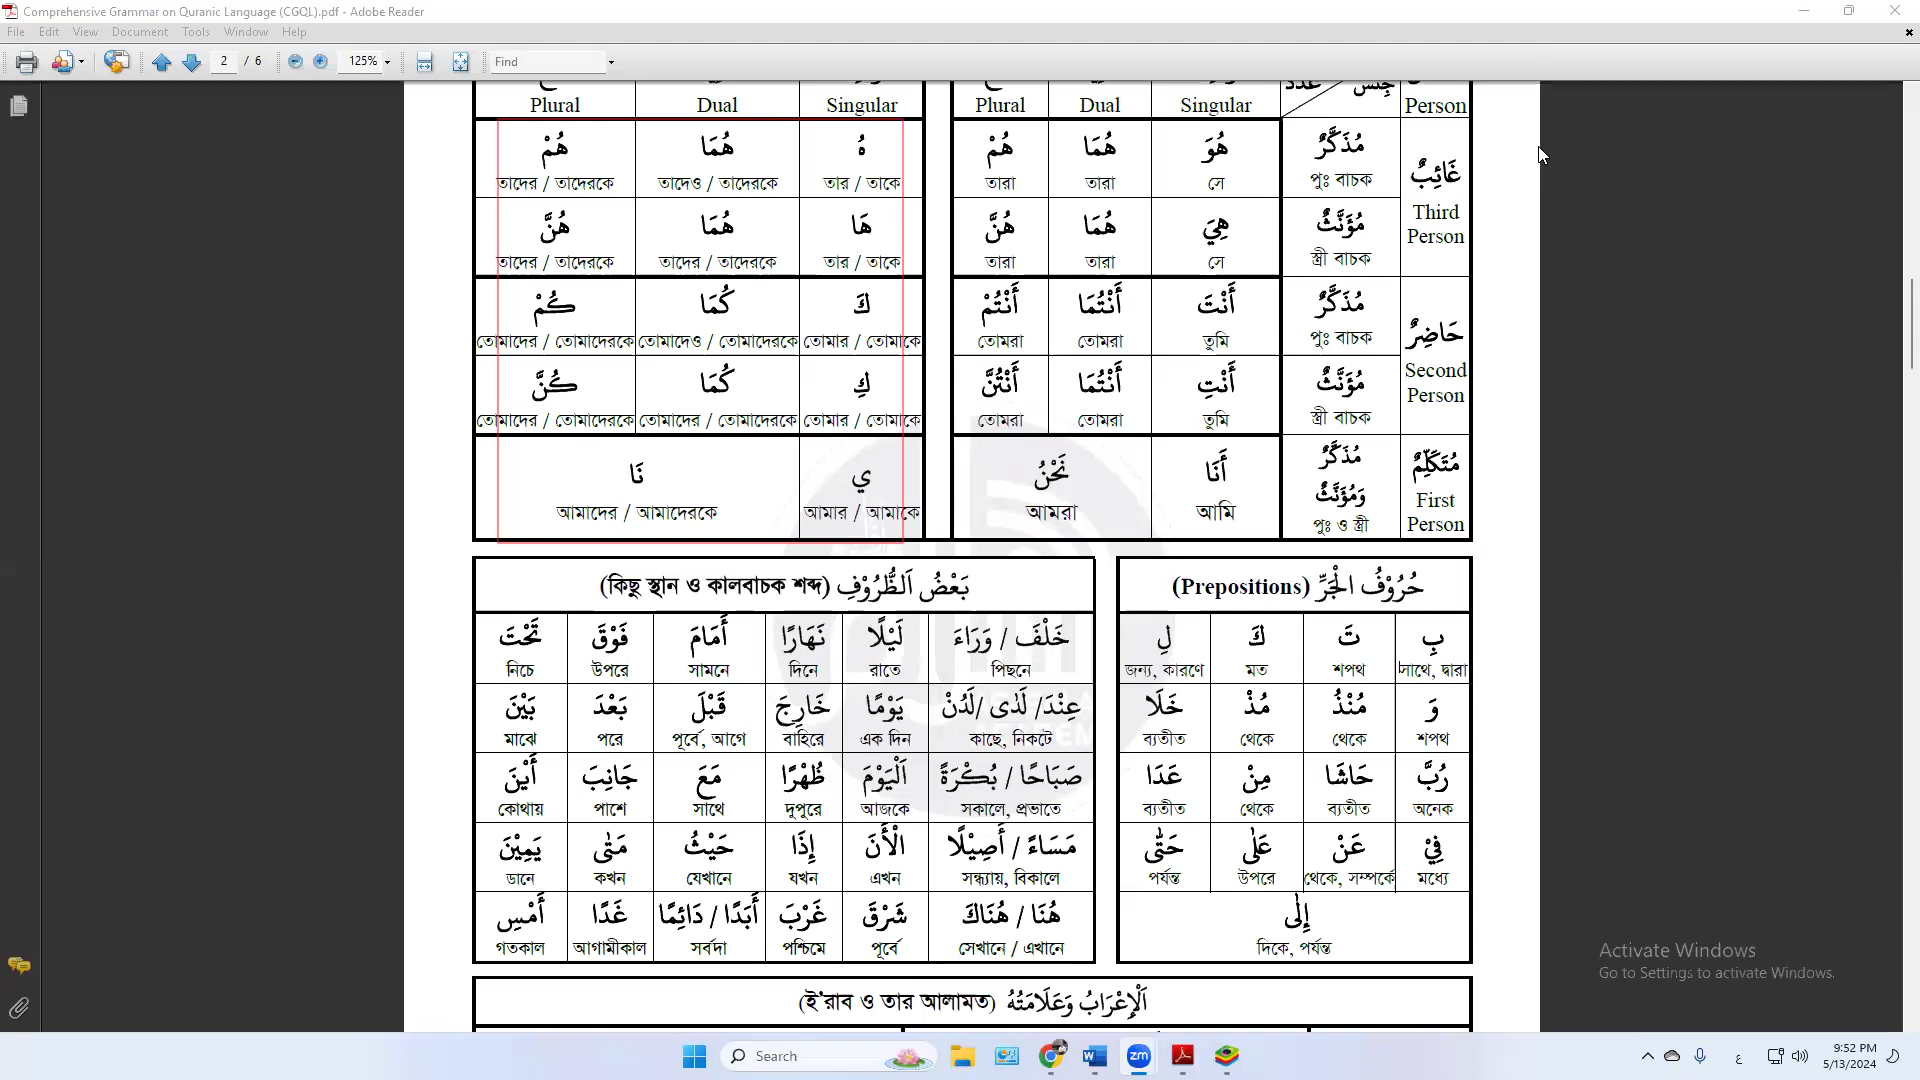 Comprehensive Grammar on Quranic Language (CGQL).pdf - Adobe Reader
File Edit View Document Tools Window Help
2 / 6 125% Find
Plural Dual Singular Plural Dual Singular جِنْس عَدَد Person
هُمْ هُمَا هُ هُمْ هُمَا هُوَ مُذَكَّرٌ غَائِبٌ
তাদের / তাদেরকে তাদেও / তাদেরকে তার / তাকে তারা তারা সে পুঃ বাচক
Third Person
هُنَّ هُمَا هَا هُنَّ هُمَا هِيَ مُؤَنَّثٌ
তাদের / তাদেরকে তাদের / তাদেরকে তার / তাকে তারা তারা সে স্ত্রী বাচক
كُمْ كُمَا كَ أَنْتُمْ أَنْتُمَا أَنْتَ مُذَكَّرٌ حَاضِرٌ
তোমাদের / তোমাদেরকে তোমাদেও / তোমাদেরকে তোমার / তোমাকে তোমরা তোমরা তুমি পুঃ বাচক
Second Person
كُنَّ كُمَا كِ أَنْتُنَّ أَنْتُمَا أَنْتِ مُؤَنَّثٌ
তোমাদের / তোমাদেরকে তোমাদের / তোমাদেরকে তোমার / তোমাকে তোমরা তোমরা তুমি স্ত্রী বাচক
نَا ي نَحْنُ أَنَا مُذَكَّرٌ وَمُؤَنَّثٌ مُتَكَلِّمٌ
আমাদের / আমাদেরকে আমার / আমাকে আমরা আমি পুঃ ও স্ত্রী
First Person
(কিছু স্থান ও কালবাচক শব্দ) بَعْضُ اَلظُّرُوْفِ
تَحْتَ فَوْقَ أَمَامَ نَهَارًا لَيْلًا خَلْفَ / وَرَاءَ
নিচে উপরে সামনে দিনে রাতে পিছনে
بَيْنَ بَعْدَ قَبْلَ خَارِجَ يَوْمًا عِنْدَ/ لَدٰى /لَدُنْ
মাঝে পরে পূর্বে, আগে বাহিরে এক দিন কাছে, নিকটে
أَيْنَ جَانِبَ مَعَ ظُهْرًا اَلْيَوْمَ صَبَاحًا / بُكْرَةً
কোথায় পাশে সাথে দুপুরে আজকে সকালে, প্রভাতে
يَمِيْنَ مَتٰى حَيْثُ إِذَا الْأَنَ مَسَاءً / أَصِيْلًا
ডানে কখন যেখানে যখন এখন সন্ধ্যায়, বিকালে
أَمْسِ غَدًا أَبَدًا / دَائِمًا غَرْبَ شَرْقَ هُنَا / هُنَاكَ
গতকাল আগামীকাল সর্বদা পশ্চিমে পূর্বে সেখানে / এখানে
(Prepositions) حُرُوْفُ الْجَرِّ
لِ كَ تَ بِ
জন্য, কারণে মত শপথ সাথে, দ্বারা
خَلَا مُذْ مُنْذُ وَ
ব্যতীত থেকে থেকে শপথ
عَدَا مِنْ حَاشَا رُبَّ
ব্যতীত থেকে ব্যতীত অনেক
حَتّٰى عَلٰى عَنْ فِيْ
পর্যন্ত উপরে থেকে, সম্পর্কে মধ্যে
إِلٰى
দিকে, পর্যন্ত
(ই'রাব ও তার আলামত) اَلْإِعْرَابُ وَعَلَامَتُهُ
Activate Windows
Go to Settings to activate Windows.
Search
9:52 PM
5/13/2024